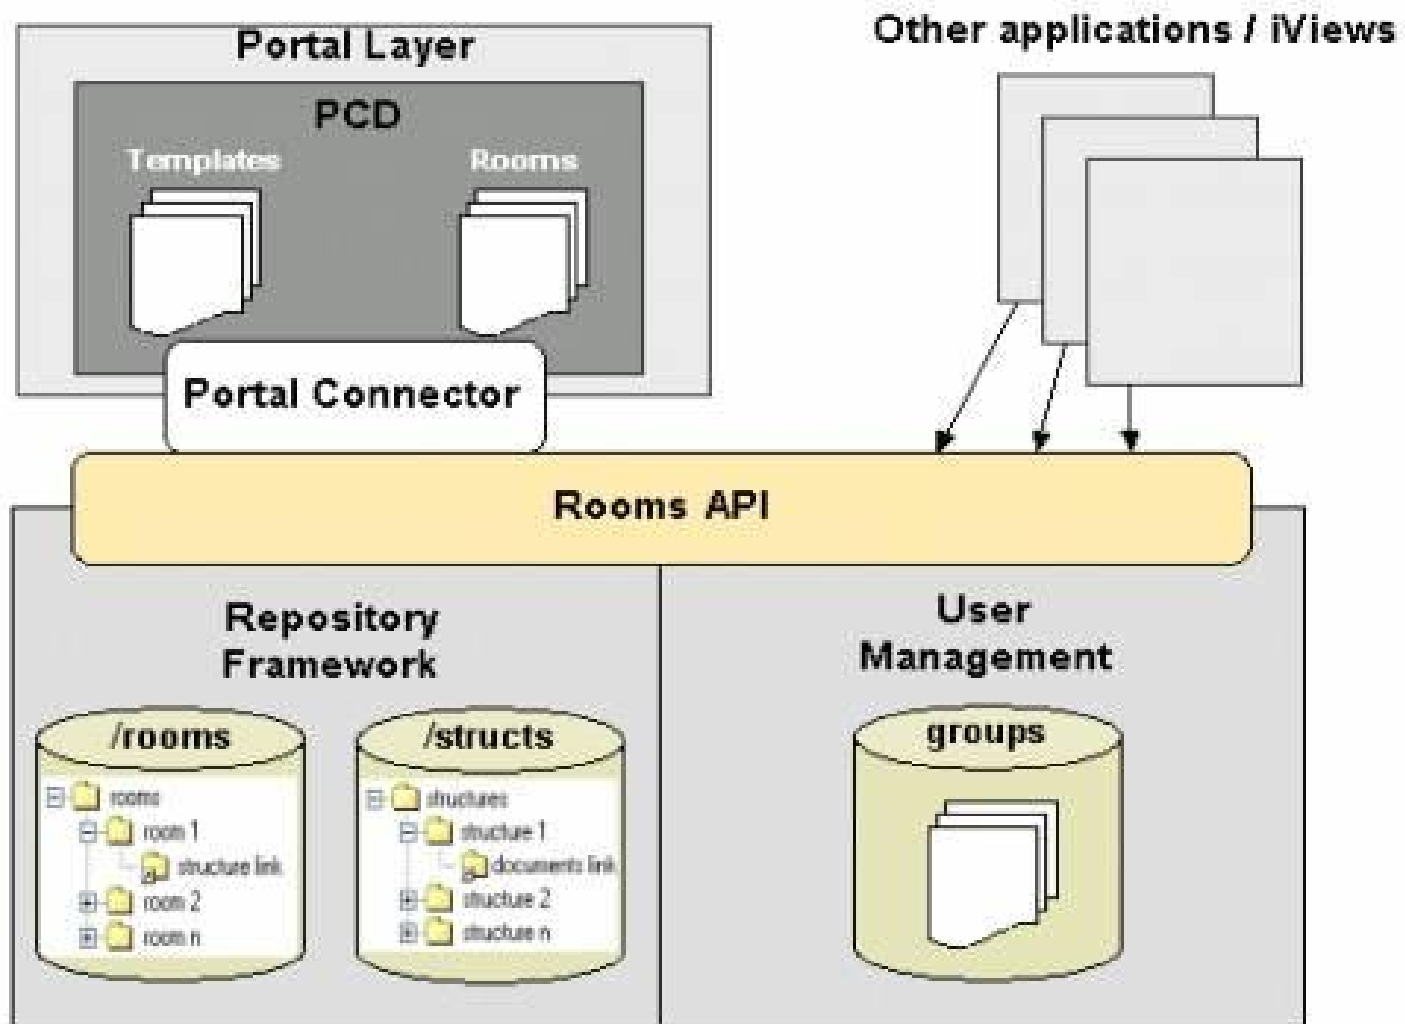 Portal Layer
Other applications / iViews
PCD
Templates
Rooms
Portal Connector
Rooms API
Repository
Framework
User
Management
/rooms
rooms
room 1
structure link
room 2
room n
/structs
structures
structure 1
documents link
structure 2
structure n
groups